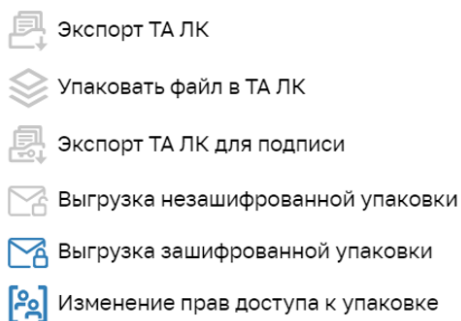 Экспорт ТА ЛК
Упаковать файл в ТА ЛК
Экспорт ТА ЛК для подписи
Выгрузка незашифрованной упаковки
Выгрузка зашифрованной упаковки
Изменение прав доступа к упаковке